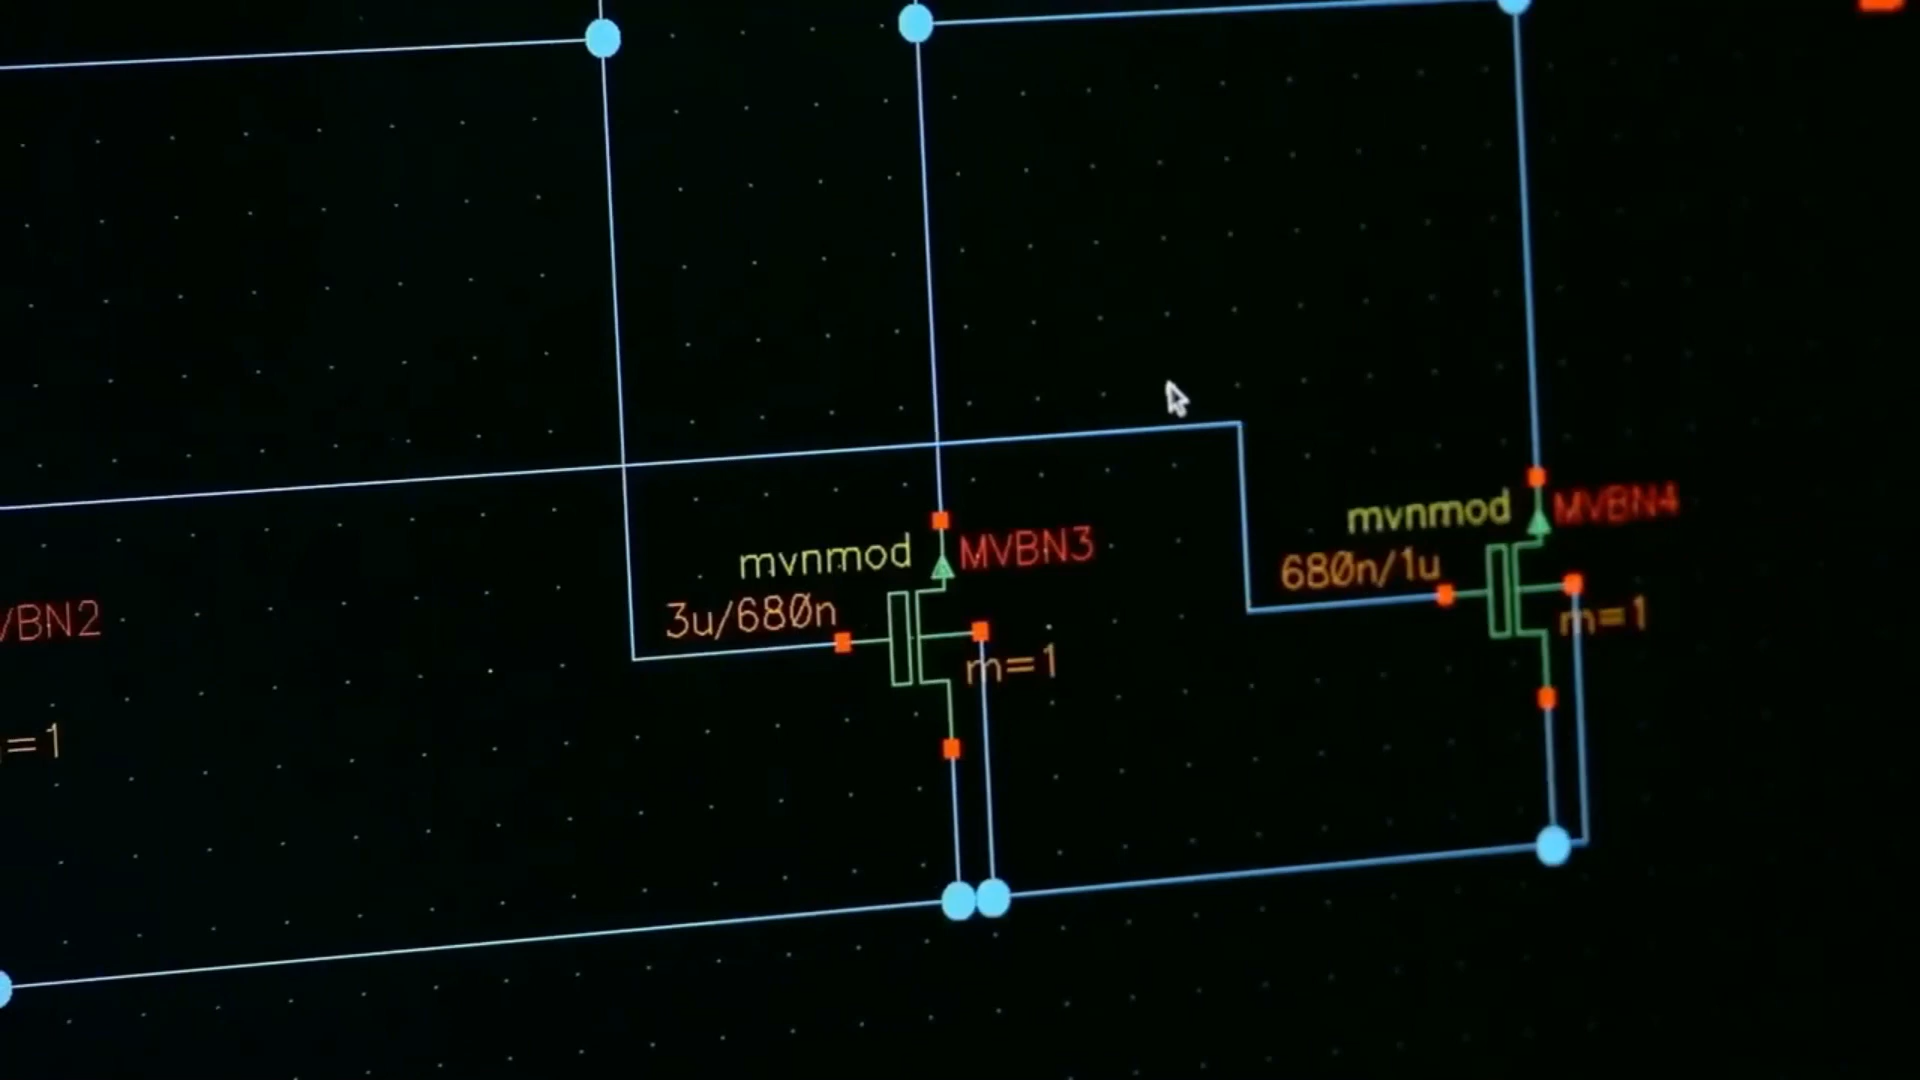 mvnmod MVBN4
680n/1u
m=1
mvnmod MVBN3
3u/680n
m=1
VBN2
=1